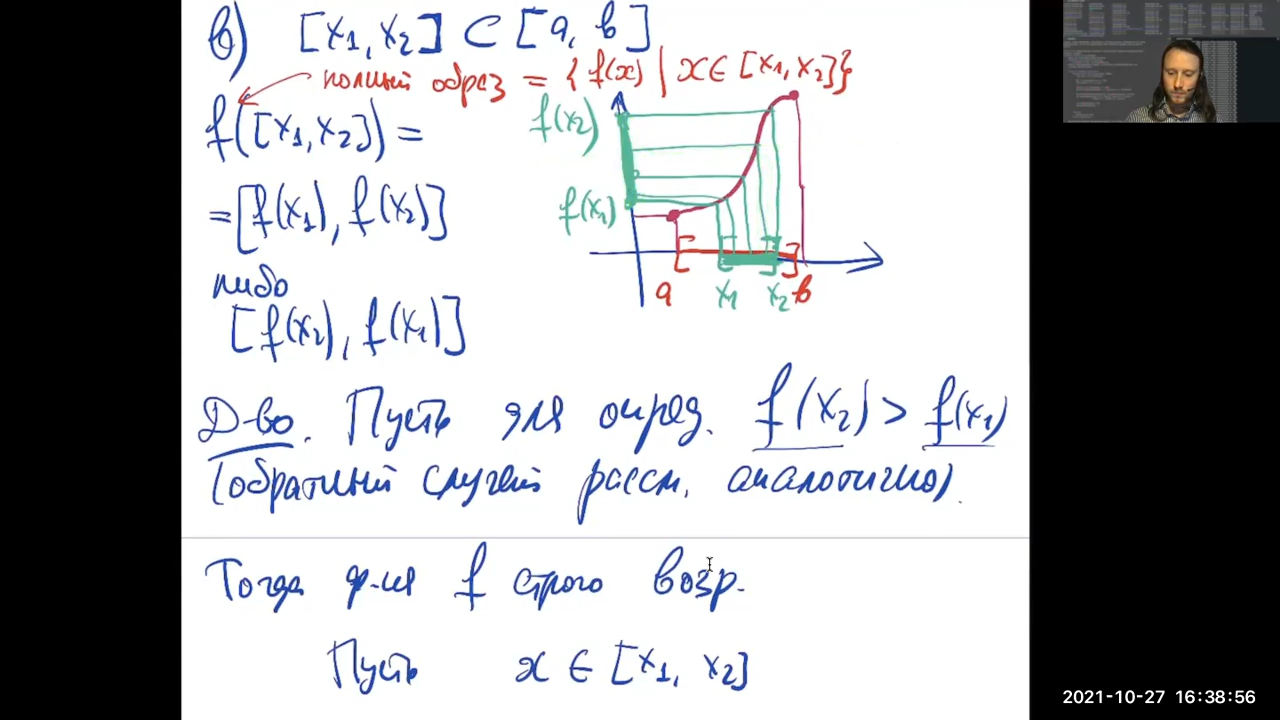 в) [x₁, x₂] ⊂ [a, в]
полный образ = { f(x) | x ∈ [x₁, x₂]}
f([x₁, x₂]) =
= [f(x₁), f(x₂)]
либо
[f(x₂), f(x₁)]
f(x₂)
f(x₁)
a x₁ x₂ в
Д-во. Пусть для опред. f(x₂) > f(x₁)
(обратный случай рассм. аналогично).
Тогда ф-ия f строго возр.
Пусть x ∈ [x₁, x₂]
2021-10-27 16:38:56